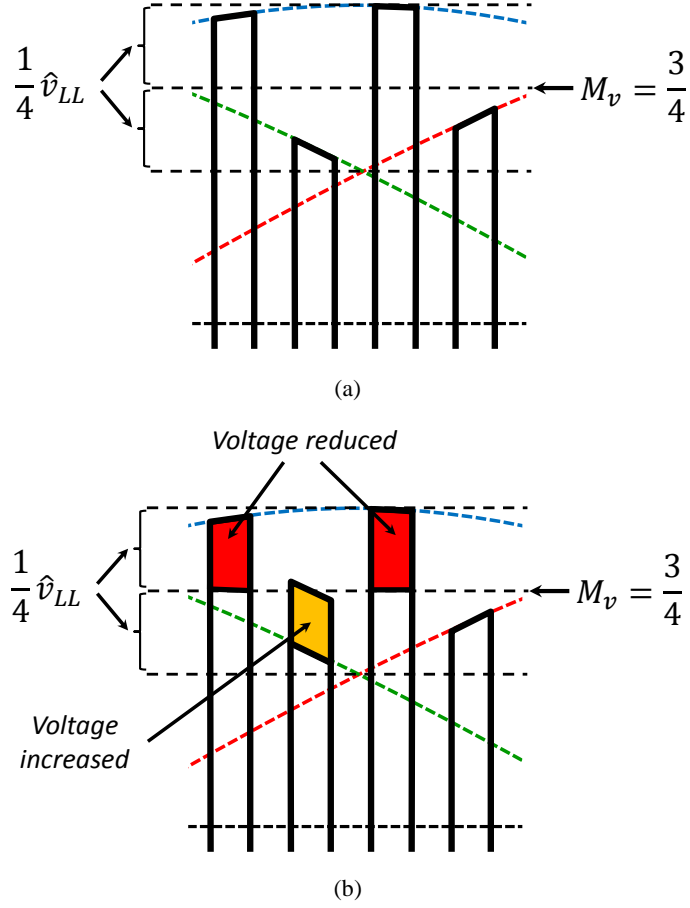 1/4 v̂_LL
M_v = 3/4
(a)
Voltage reduced
1/4 v̂_LL
M_v = 3/4
Voltage
increased
(b)